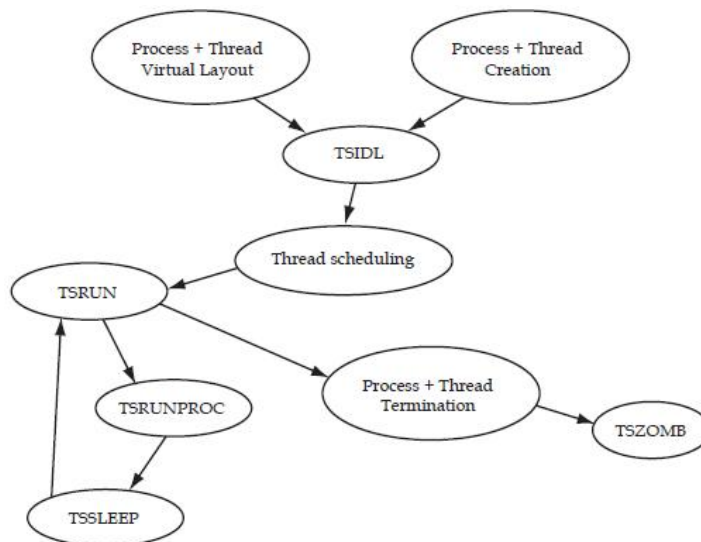 Process + Thread
Virtual Layout
Process + Thread
Creation
TSIDL
Thread scheduling
TSRUN
Process + Thread
Termination
TSRUNPROC
TSZOMB
TSSLEEP